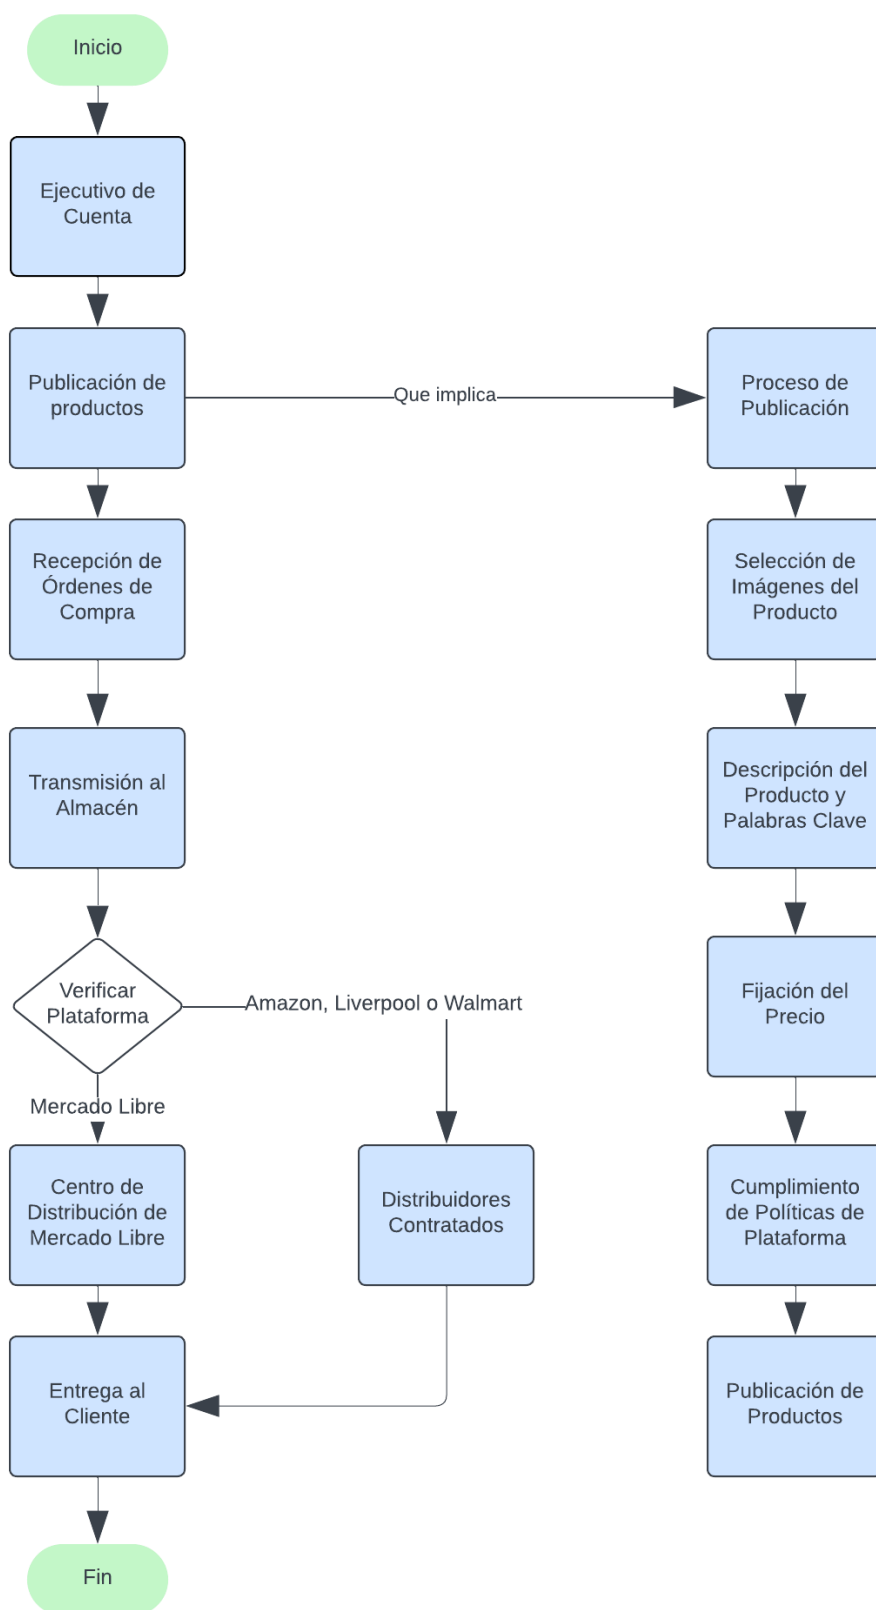 Inicio
Ejecutivo de
Cuenta
Publicación de
productos
Que implica
Proceso de
Publicación
Recepción de
Órdenes de
Compra
Selección de
Imágenes del
Producto
Transmisión al
Almacén
Descripción del
Producto y
Palabras Clave
Verificar
Plataforma
Amazon, Liverpool o Walmart
Fijación del
Precio
Mercado Libre
Centro de
Distribución de
Mercado Libre
Distribuidores
Contratados
Cumplimiento
de Políticas de
Plataforma
Entrega al
Cliente
Publicación de
Productos
Fin